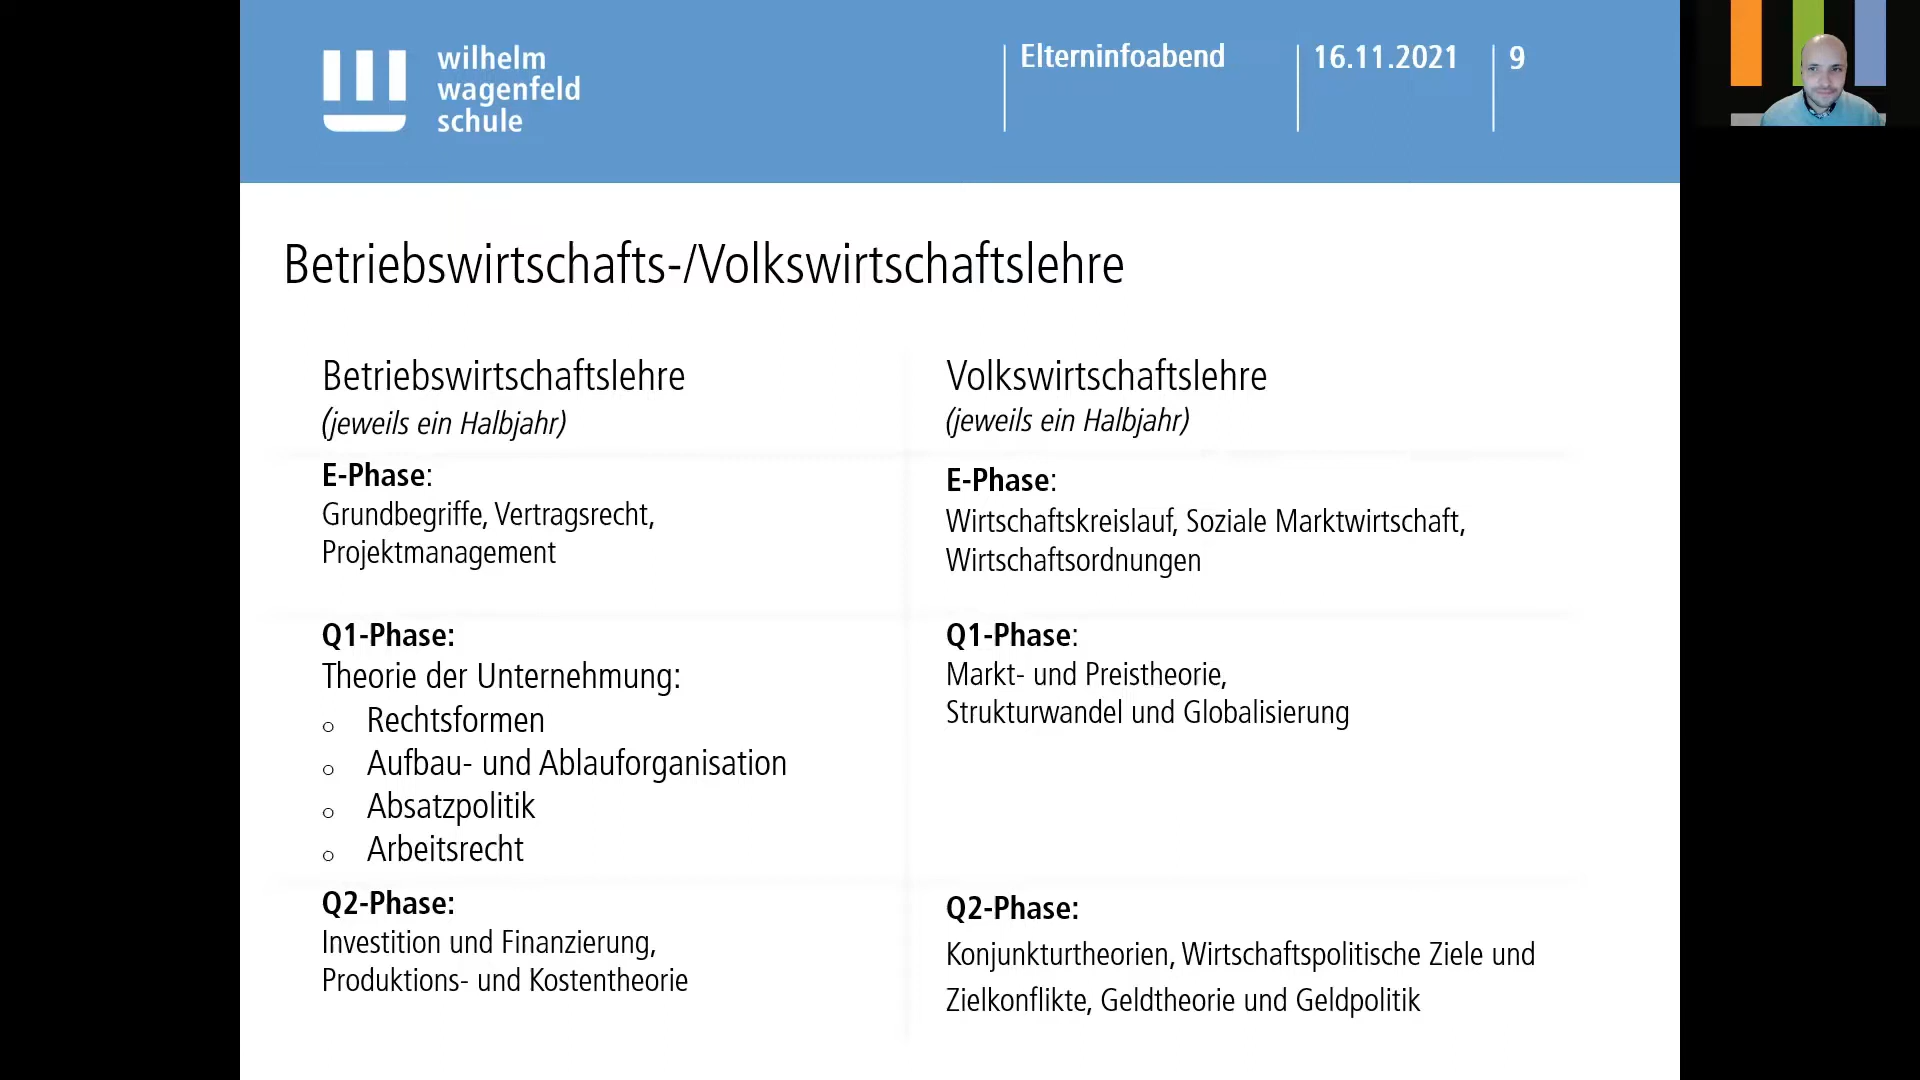 wilhelm
wagenfeld
schule
Elterninfoabend
16.11.2021
9
Betriebswirtschafts-/Volkswirtschaftslehre
Betriebswirtschaftslehre
(jeweils ein Halbjahr)
E-Phase:
Grundbegriffe, Vertragsrecht,
Projektmanagement
Q1-Phase:
Theorie der Unternehmung:
o Rechtsformen
o Aufbau- und Ablauforganisation
o Absatzpolitik
o Arbeitsrecht
Q2-Phase:
Investition und Finanzierung,
Produktions- und Kostentheorie
Volkswirtschaftslehre
(jeweils ein Halbjahr)
E-Phase:
Wirtschaftskreislauf, Soziale Marktwirtschaft,
Wirtschaftsordnungen
Q1-Phase:
Markt- und Preistheorie,
Strukturwandel und Globalisierung
Q2-Phase:
Konjunkturtheorien, Wirtschaftspolitische Ziele und
Zielkonflikte, Geldtheorie und Geldpolitik